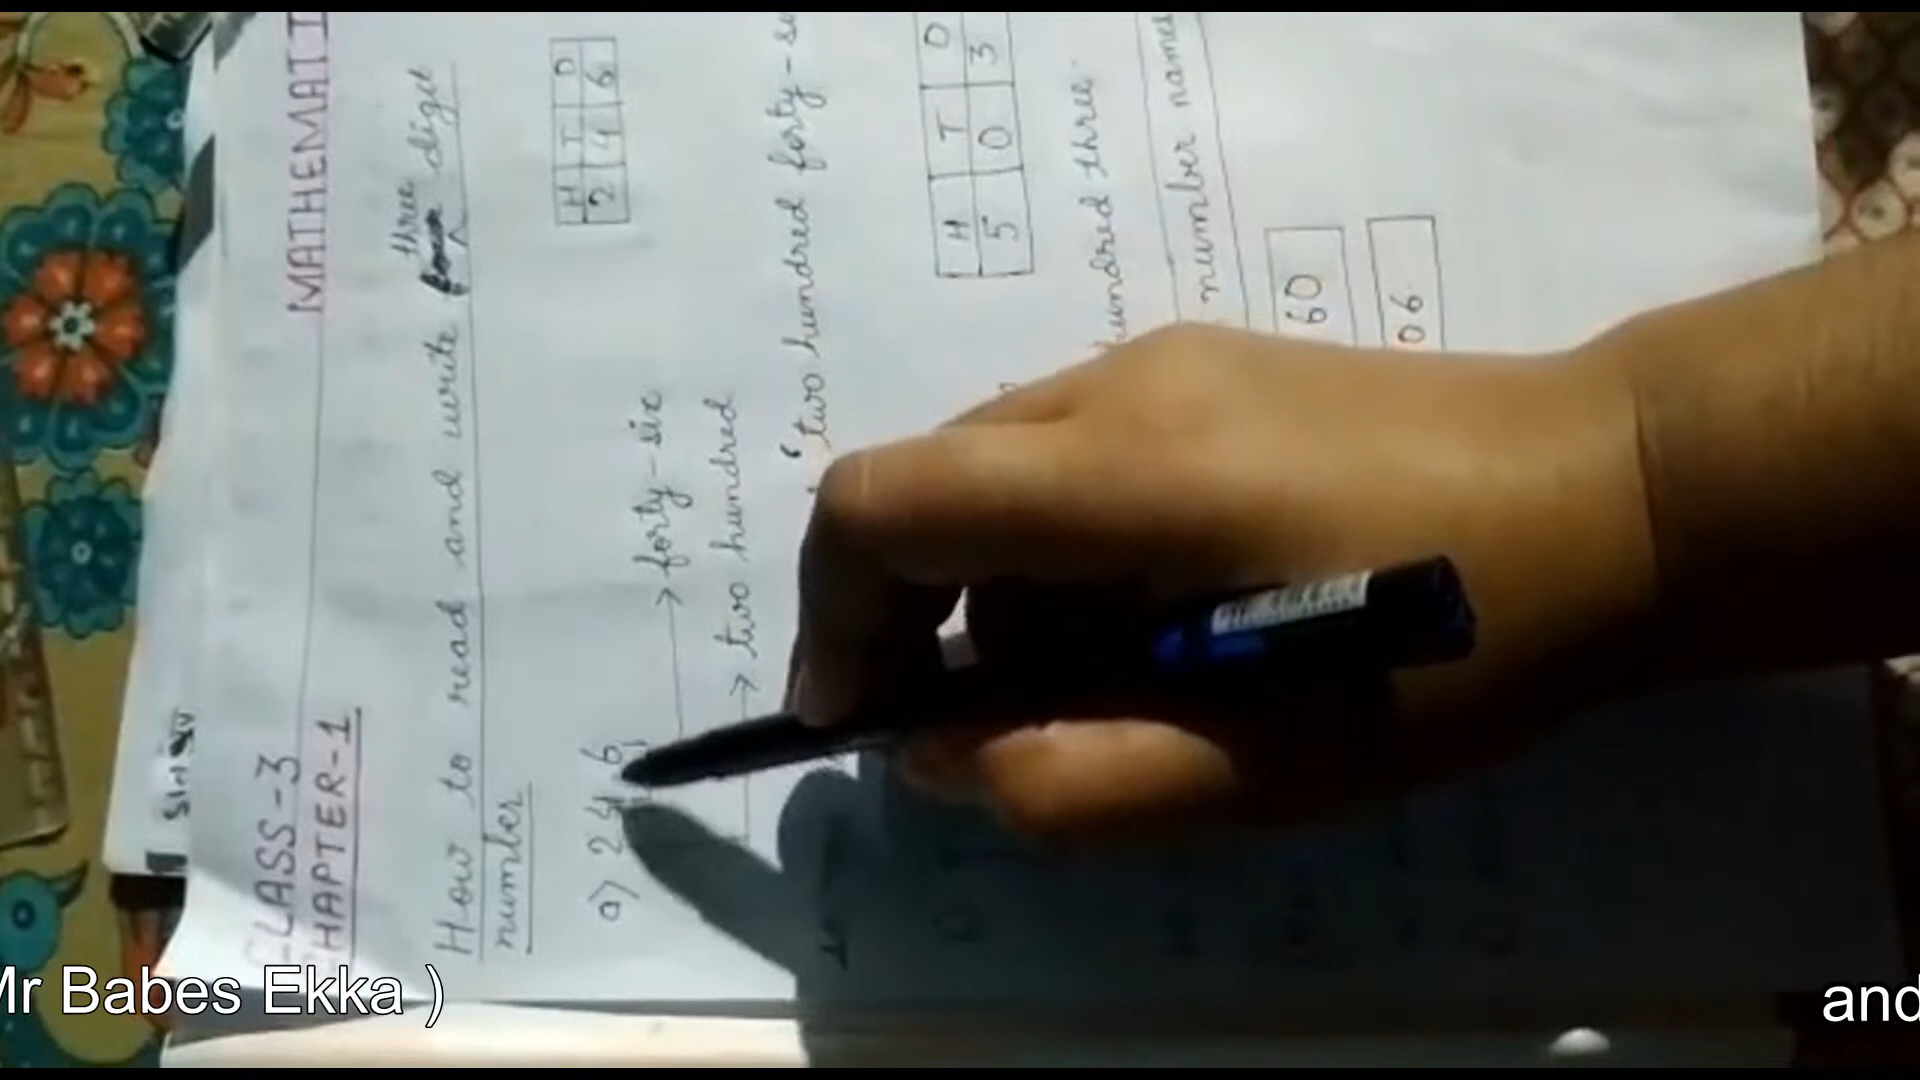 CLASS-3 MATHEMATI
CHAPTER-1
three
How to read and write digit
number
a) 246
H T O
2 4 6
forty-six
two hundred
"two hundred forty-s
H T O
5 0 3
hundred three.
number name
60
06.
Mr Babes Ekka )
and